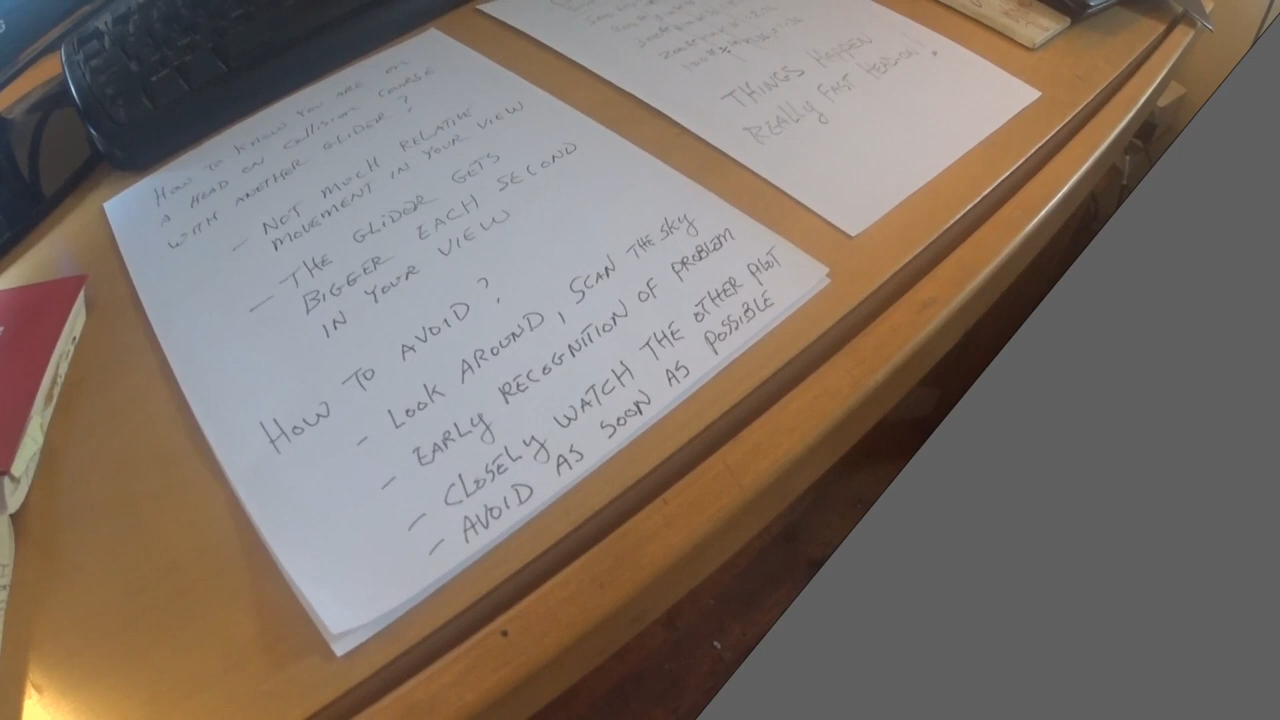 HOW TO KNOW YOU ARE ON
A HEAD ON COLLISION COURSE
WITH ANOTHER GLIDER?
- NOT MUCH RELATIVE
MOVEMENT IN YOUR VIEW
- THE GLIDER GETS
BIGGER EACH SECOND
IN YOUR VIEW
HOW TO AVOID?
- LOOK AROUND, SCAN THE SKY
- EARLY RECOGNITION OF PROBLEM
- CLOSELY WATCH THE OTHER PILOT
- AVOID AS SOON AS POSSIBLE
THINGS HAPPEN
REALLY FAST HEAD-ON!